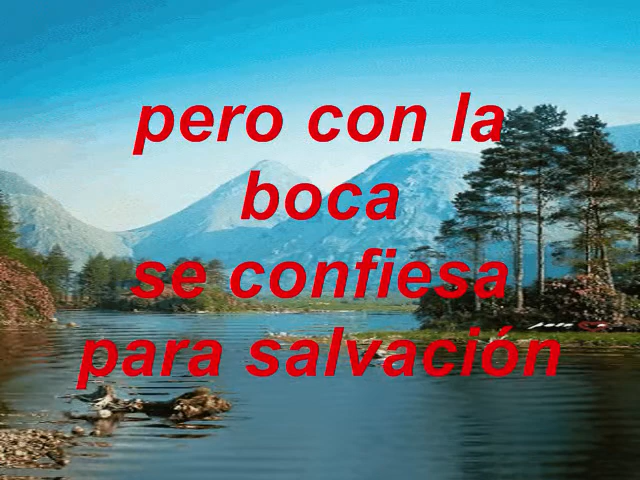 pero con la
boca
se confiesa
para salvación